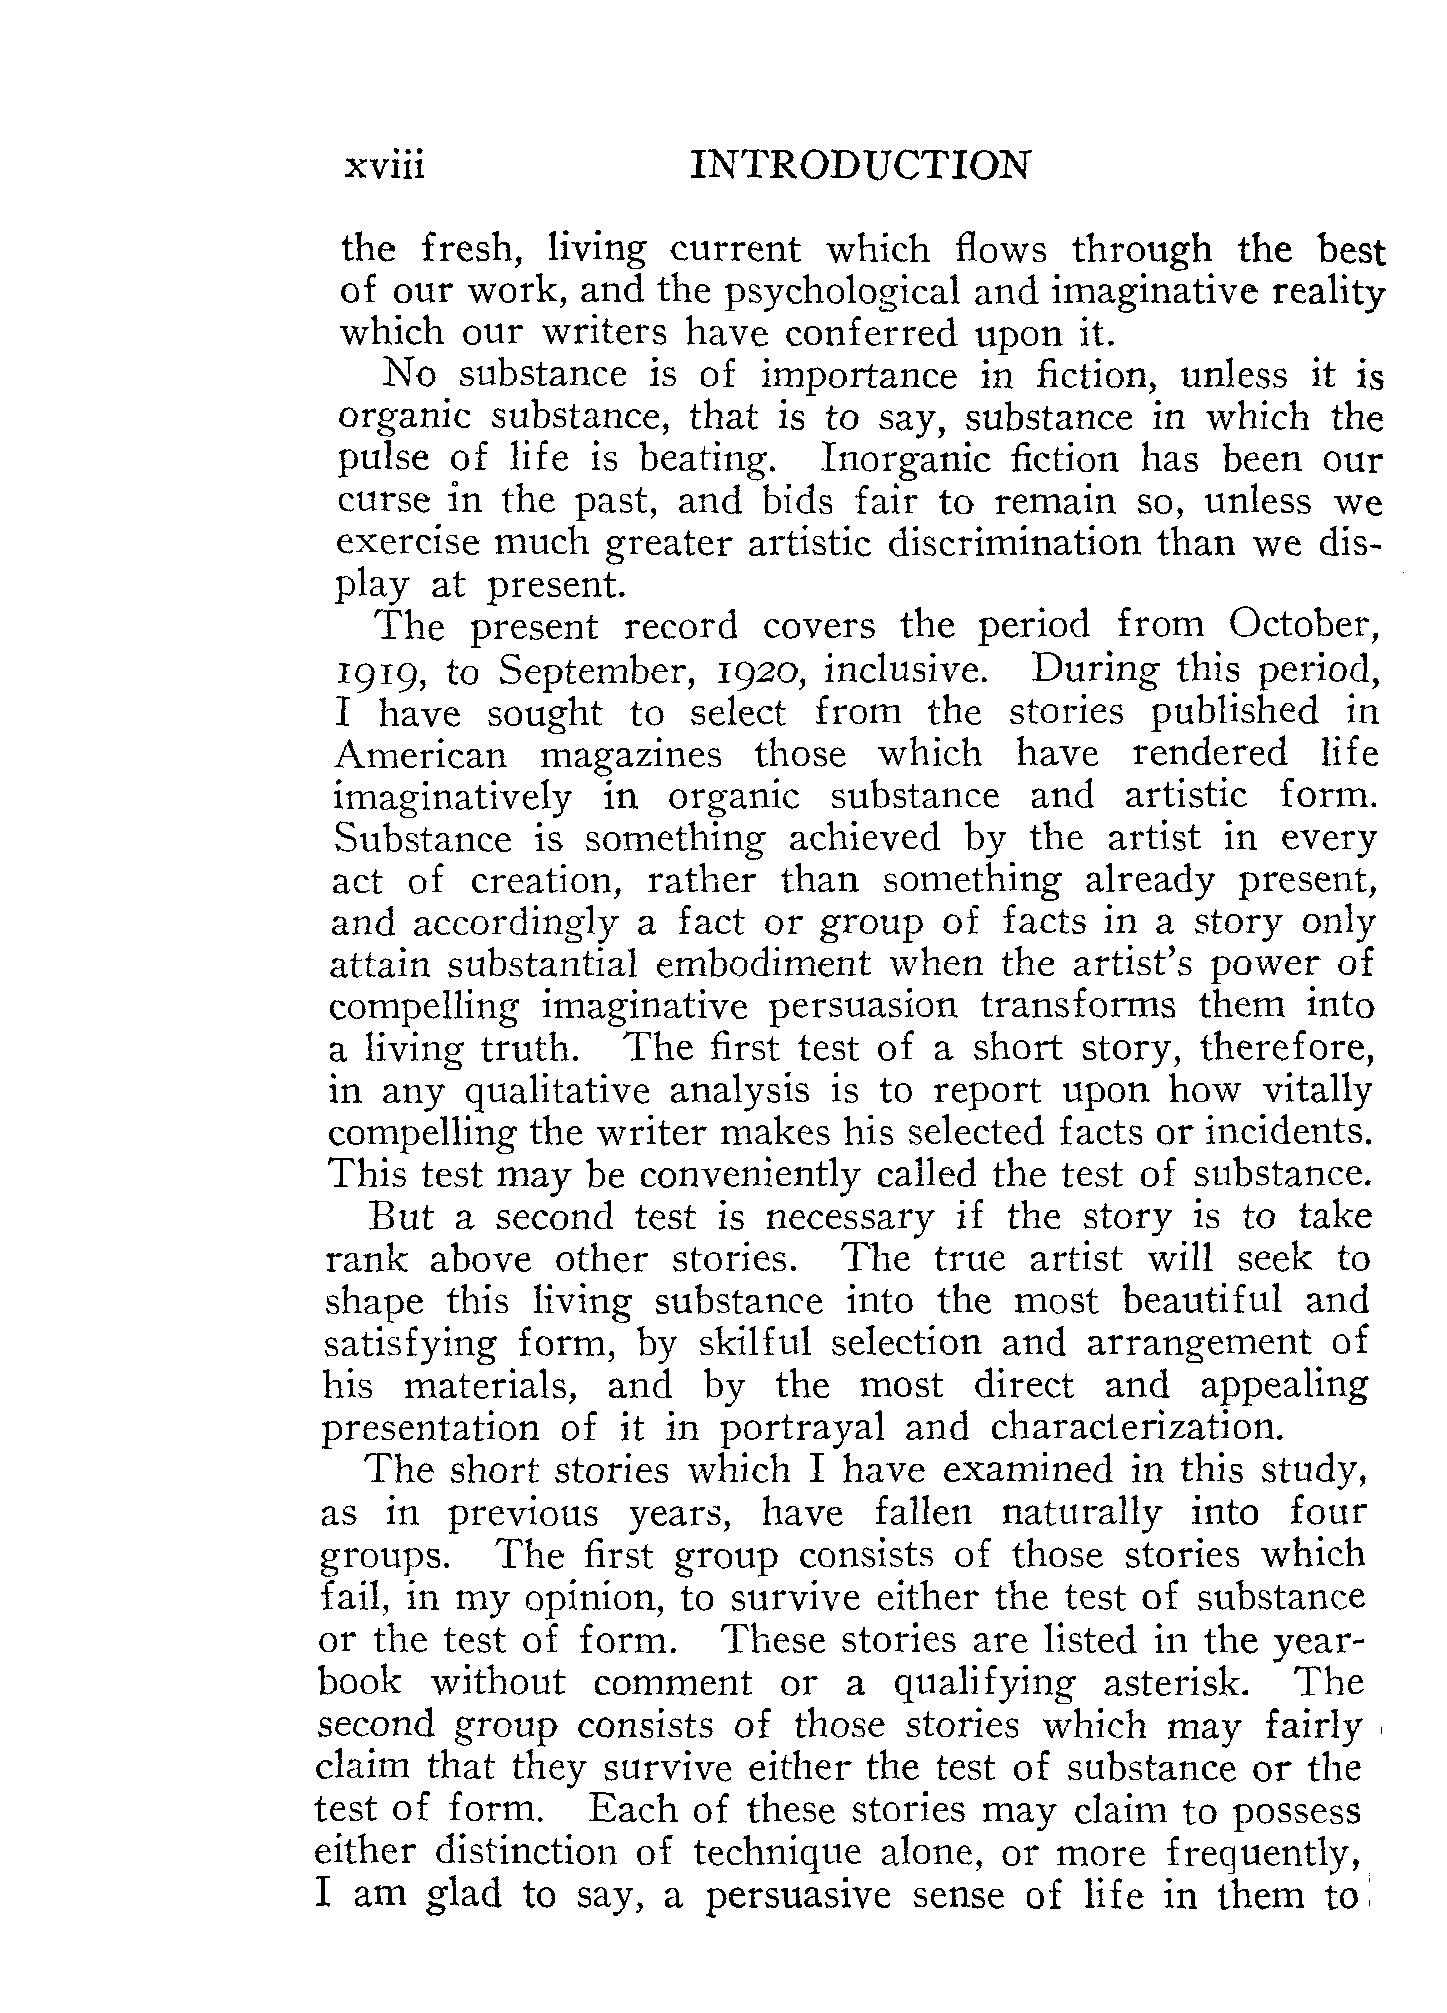 xviii INTRODUCTION
the fresh, living current which flows through the best
of our work, and the psychological and imaginative reality
which our writers have conferred upon it.
No substance is of importance in fiction, unless it is
organic substance, that is to say, substance in which the
pulse of life is beating. Inorganic fiction has been our
curse in the past, and bids fair to remain so, unless we
exercise much greater artistic discrimination than we dis-
play at present.
The present record covers the period from October,
1919, to September, 1920, inclusive. During this period,
I have sought to select from the stories published in
American magazines those which have rendered life
imaginatively in organic substance and artistic form.
Substance is something achieved by the artist in every
act of creation, rather than something already present,
and accordingly a fact or group of facts in a story only
attain substantial embodiment when the artist's power of
compelling imaginative persuasion transforms them into
a living truth. The first test of a short story, therefore,
in any qualitative analysis is to report upon how vitally
compelling the writer makes his selected facts or incidents.
This test may be conveniently called the test of substance.
But a second test is necessary if the story is to take
rank above other stories. The true artist will seek to
shape this living substance into the most beautiful and
satisfying form, by skilful selection and arrangement of
his materials, and by the most direct and appealing
presentation of it in portrayal and characterization.
The short stories which I have examined in this study,
as in previous years, have fallen naturally into four
groups. The first group consists of those stories which
fail, in my opinion, to survive either the test of substance
or the test of form. These stories are listed in the year-
book without comment or a qualifying asterisk. The
second group consists of those stories which may fairly
claim that they survive either the test of substance or the
test of form. Each of these stories may claim to possess
either distinction of technique alone, or more frequently,
I am glad to say, a persuasive sense of life in them to